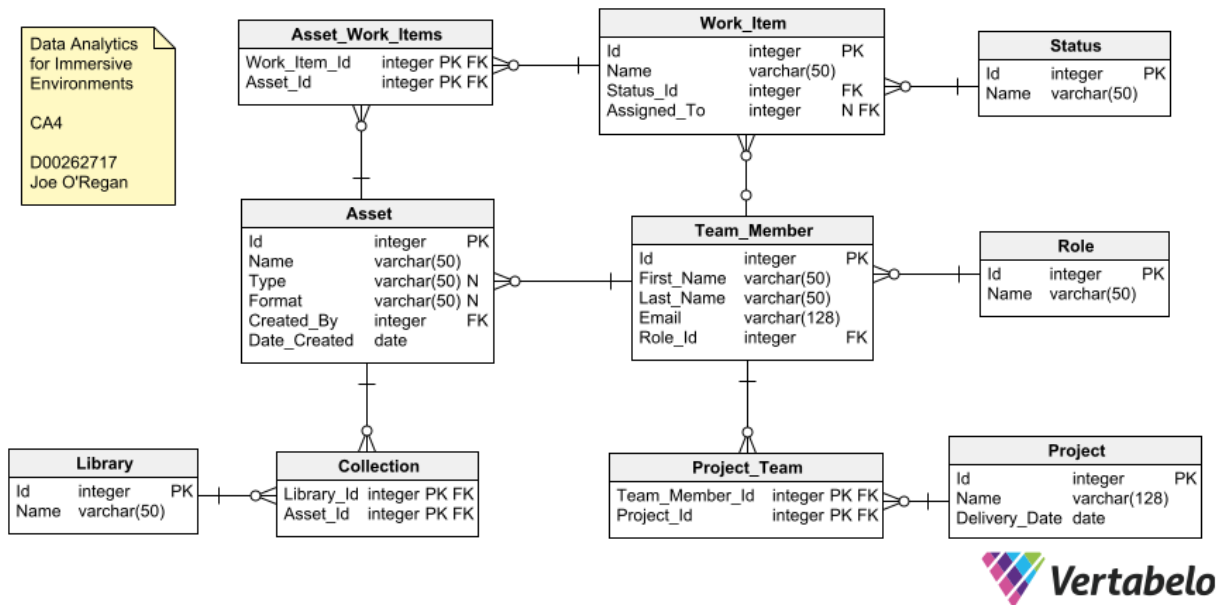 Data Analytics
for Immersive
Environments
CA4
D00262717
Joe O'Regan
Asset_Work_Items
Work_Item_Id integer PK FK
Asset_Id integer PK FK
Work_Item
Id integer PK
Name varchar(50)
Status_Id integer FK
Assigned_To integer N FK
Status
Id integer PK
Name varchar(50)
Asset
Id integer PK
Name varchar(50)
Type varchar(50) N
Format varchar(50) N
Created_By integer FK
Date_Created date
Team_Member
Id integer PK
First_Name varchar(50)
Last_Name varchar(50)
Email varchar(128)
Role_Id integer FK
Role
Id integer PK
Name varchar(50)
Library
Id integer PK
Name varchar(50)
Collection
Library_Id integer PK FK
Asset_Id integer PK FK
Project_Team
Team_Member_Id integer PK FK
Project_Id integer PK FK
Project
Id integer PK
Name varchar(128)
Delivery_Date date
Vertabelo